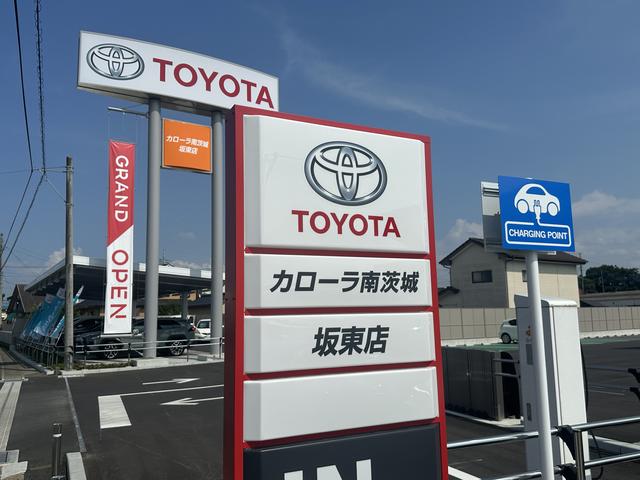 TOYOTA
カローラ南茨城
坂東店
GRAND OPEN
TOYOTA
カローラ南茨城
坂東店
IN
CHARGING POINT